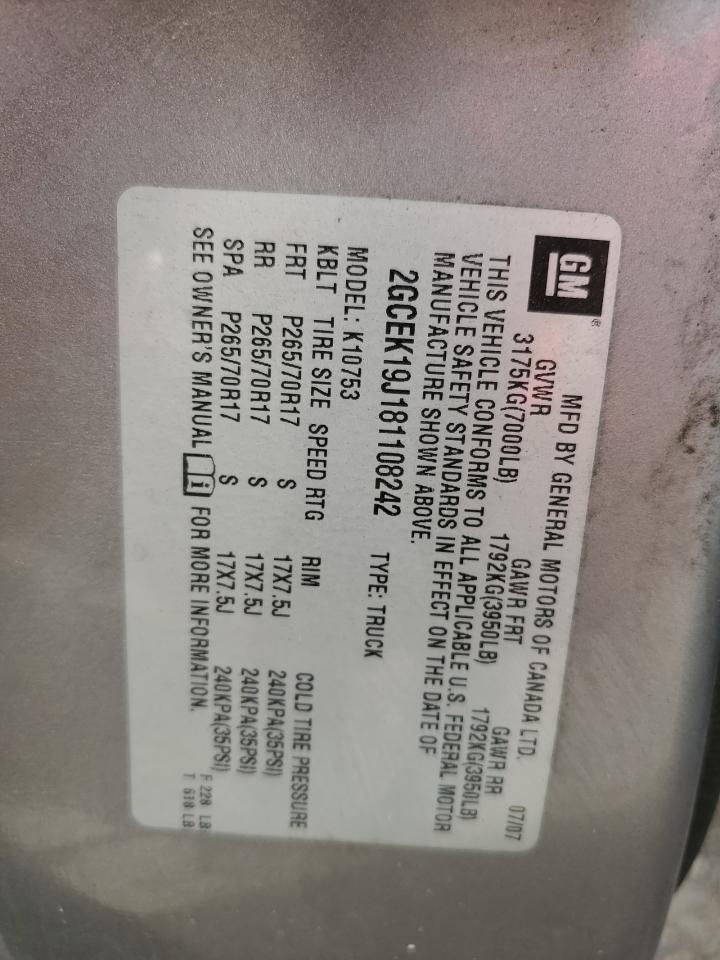 GM®
MFD BY GENERAL MOTORS OF CANADA LTD.
07/07
GVWR GAWR FRT GAWR RR
3175KG(7000LB) 1792KG(3950LB) 1792KG(3950LB)
THIS VEHICLE CONFORMS TO ALL APPLICABLE U.S. FEDERAL MOTOR
VEHICLE SAFETY STANDARDS IN EFFECT ON THE DATE OF
MANUFACTURE SHOWN ABOVE.
2GCEK19J181108242 TYPE: TRUCK
MODEL: K10753
KBLT TIRE SIZE SPEED RTG RIM COLD TIRE PRESSURE
FRT P265/70R17 S 17X7.5J 240KPA(35PSI)
RR P265/70R17 S 17X7.5J 240KPA(35PSI)
SPA P265/70R17 S 17X7.5J 240KPA(35PSI)
SEE OWNER'S MANUAL i FOR MORE INFORMATION.
F 228 LB
T 618 LB